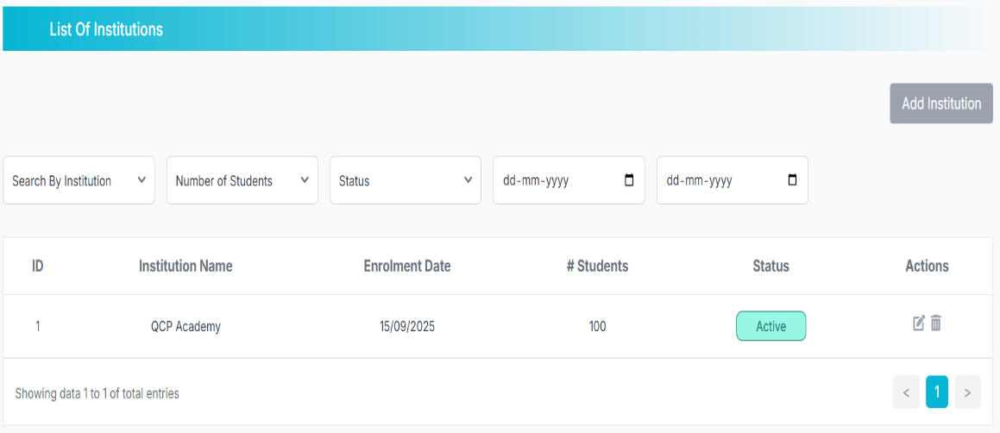 List Of Institutions
Add Institution
Search By Institution Number of Students Status dd-mm-yyyy dd-mm-yyyy
ID Institution Name Enrolment Date # Students Status Actions
1 QCP Academy 15/09/2025 100 Active
Showing data 1 to 1 of total entries < 1 >